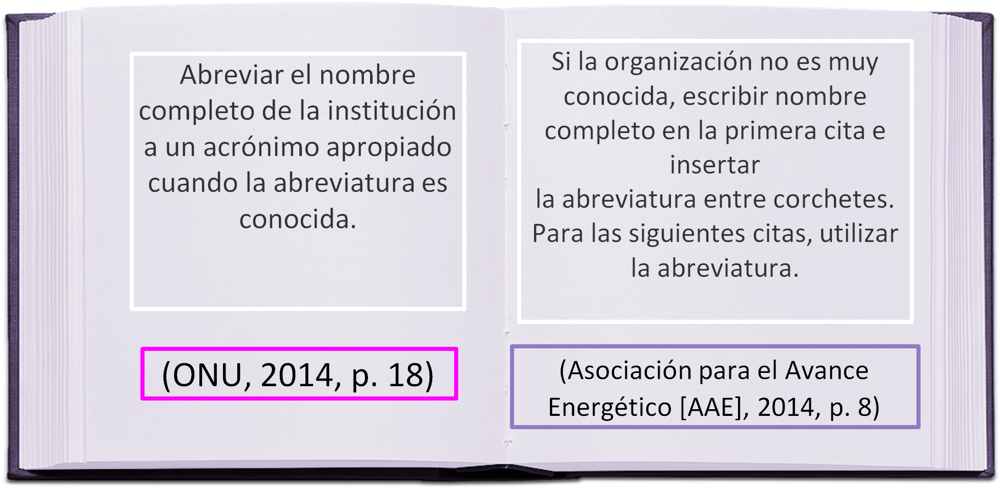 Abreviar el nombre
completo de la institución
a un acrónimo apropiado
cuando la abreviatura es
conocida.
(ONU, 2014, p. 18)
Si la organización no es muy
conocida, escribir nombre
completo en la primera cita e
insertar
la abreviatura entre corchetes.
Para las siguientes citas, utilizar
la abreviatura.
(Asociación para el Avance
Energético [AAE], 2014, p. 8)